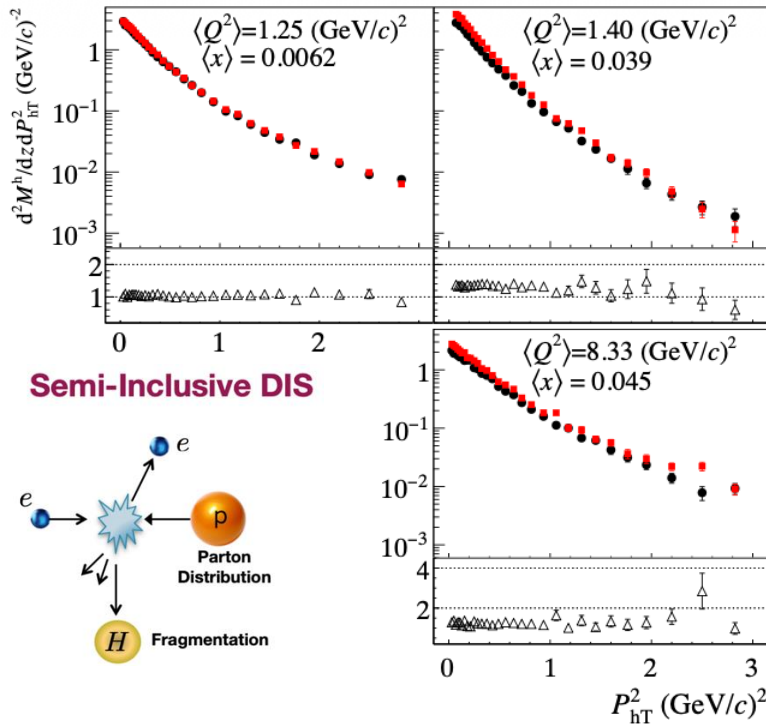 ⟨Q²⟩=1.25 (GeV/c)²
⟨x⟩ = 0.0062
⟨Q²⟩=1.40 (GeV/c)²
⟨x⟩ = 0.039
d²Mʰ/dzdP²hT (GeV/c)⁻²
1
10⁻¹
10⁻²
10⁻³
2
1
0
1
2
⟨Q²⟩=8.33 (GeV/c)²
⟨x⟩ = 0.045
1
10⁻¹
10⁻²
10⁻³
4
2
0
1
2
3
P²hT (GeV/c)²
Semi-Inclusive DIS
e
e
p
Parton
Distribution
H
Fragmentation